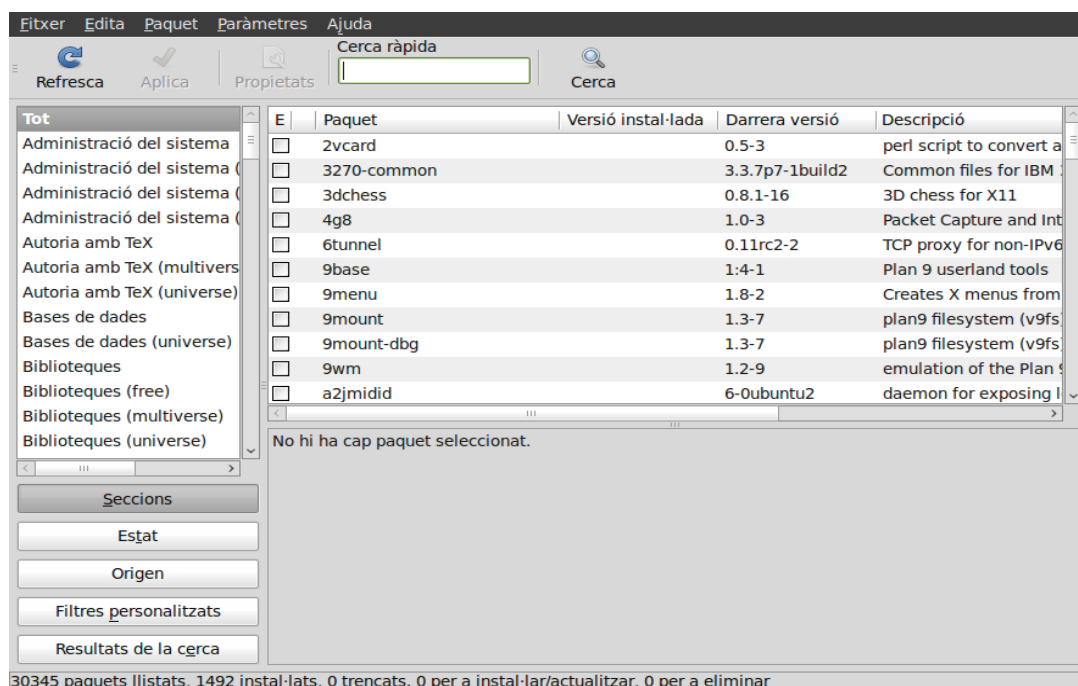 Fitxer Edita Paquet Paràmetres Ajuda
Cerca ràpida
Refresca Aplica Propietats Cerca
Tot
Administració del sistema
Administració del sistema (
Administració del sistema (
Administració del sistema (
Autoria amb TeX
Autoria amb TeX (multivers
Autoria amb TeX (universe)
Bases de dades
Bases de dades (universe)
Biblioteques
Biblioteques (free)
Biblioteques (multiverse)
Biblioteques (universe)
Seccions
Estat
Origen
Filtres personalitzats
Resultats de la cerca
E Paquet Versió instal·lada Darrera versió Descripció
2vcard 0.5-3 perl script to convert a
3270-common 3.3.7p7-1build2 Common files for IBM
3dchess 0.8.1-16 3D chess for X11
4g8 1.0-3 Packet Capture and Int
6tunnel 0.11rc2-2 TCP proxy for non-IPv6
9base 1:4-1 Plan 9 userland tools
9menu 1.8-2 Creates X menus from
9mount 1.3-7 plan9 filesystem (v9fs)
9mount-dbg 1.3-7 plan9 filesystem (v9fs)
9wm 1.2-9 emulation of the Plan 9
a2jmidid 6-0ubuntu2 daemon for exposing
No hi ha cap paquet seleccionat.
30345 paquets llistats, 1492 instal·lats, 0 trencats, 0 per a instal·lar/actualitzar, 0 per a eliminar